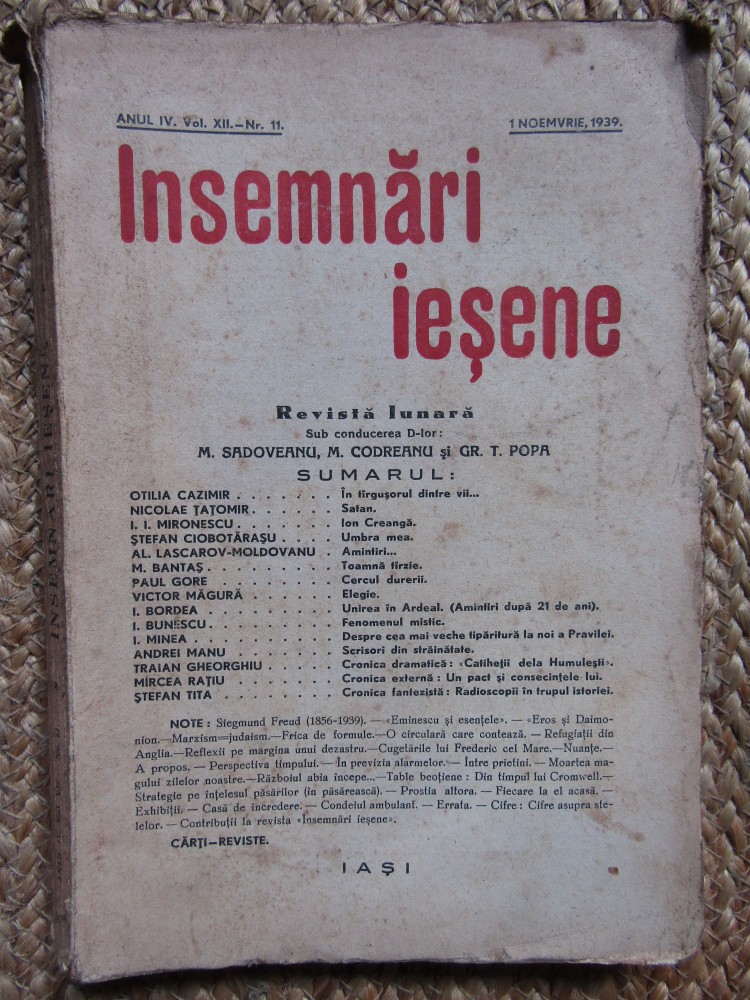 ANUL IV. Vol. XII.—Nr. 11. 1 NOEMVRIE, 1939.
Insemnări
ieșene
Revistă lunară
Sub conducerea D-lor:
M. SADOVEANU, M. CODREANU și GR. T. POPA
SUMARUL:
OTILIA CAZIMIR . . . . . . . În tîrgușorul dintre vii...
NICOLAE ȚATOMIR . . . . . . Satan.
I. I. MIRONESCU . . . . . . . Ion Creangă.
ȘTEFAN CIOBOTĂRAȘU . . . . Umbra mea.
AL. LASCAROV-MOLDOVANU . Amintiri...
M. BANTAȘ . . . . . . . . . Toamnă tîrzie.
PAUL GORE . . . . . . . . Cercul durerii.
VICTOR MĂGURĂ . . . . . . Elegie.
I. BORDEA . . . . . . . . . Unirea în Ardeal. (Amintiri după 21 de ani).
I. BUNESCU . . . . . . . . . Fenomenul mistic.
I. MINEA . . . . . . . . . . Despre cea mai veche tipăritură la noi a Pravilei.
ANDREI MANU . . . . . . . Scrisori din străinătate.
TRAIAN GHEORGHIU . . . . . Cronica dramatică: «Catiheții dela Humulești».
MIRCEA RAȚIU . . . . . . . Cronica externă: Un pact și consecințele lui.
ȘTEFAN TITA . . . . . . . . Cronica fantezistă: Radioscopii în trupul istoriei.
NOTE: Siegmund Freud (1856-1939). — «Eminescu și esențele». — «Eros și Daimo-
nion.—Marxism=judaism.—Frica de formule.—O circulară care contează. — Refugiații din
Anglia.—Reflexii pe margina unui dezastru.—Cugetările lui Frederic cel Mare.—Nuanțe.—
A propos. — Perspectiva timpului.— În previzia alarmelor.— Între prietini. — Moartea ma-
gului zilelor noastre.—Războiul abia începe...—Table beoțiene: Din timpul lui Cromwell.—
Strategie pe înțelesul păsărilor (în păsărească). — Prostia altora. — Fiecare la el acasă. —
Exhibiții. — Casă de încredere. — Condeiul ambulant. — Errata. — Cifre: Cifre asupra ste-
lelor. — Contribuții la revista «Însemnări ieșene».
CĂRȚI—REVISTE.
IAȘI
INSEMNĂRI IEȘENE